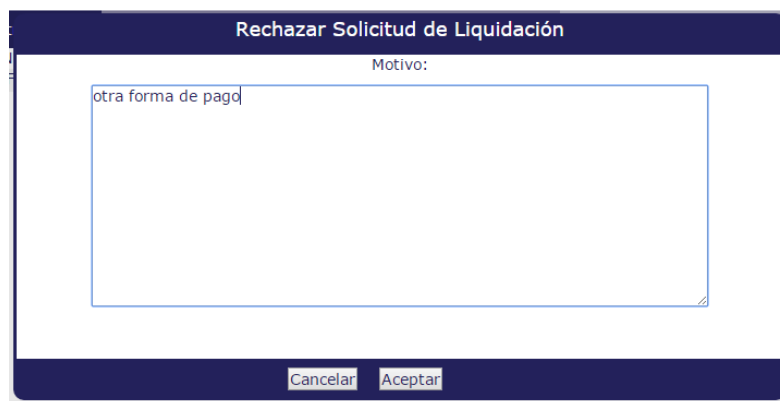 Rechazar Solicitud de Liquidación
Motivo:
otra forma de pago
Cancelar Aceptar